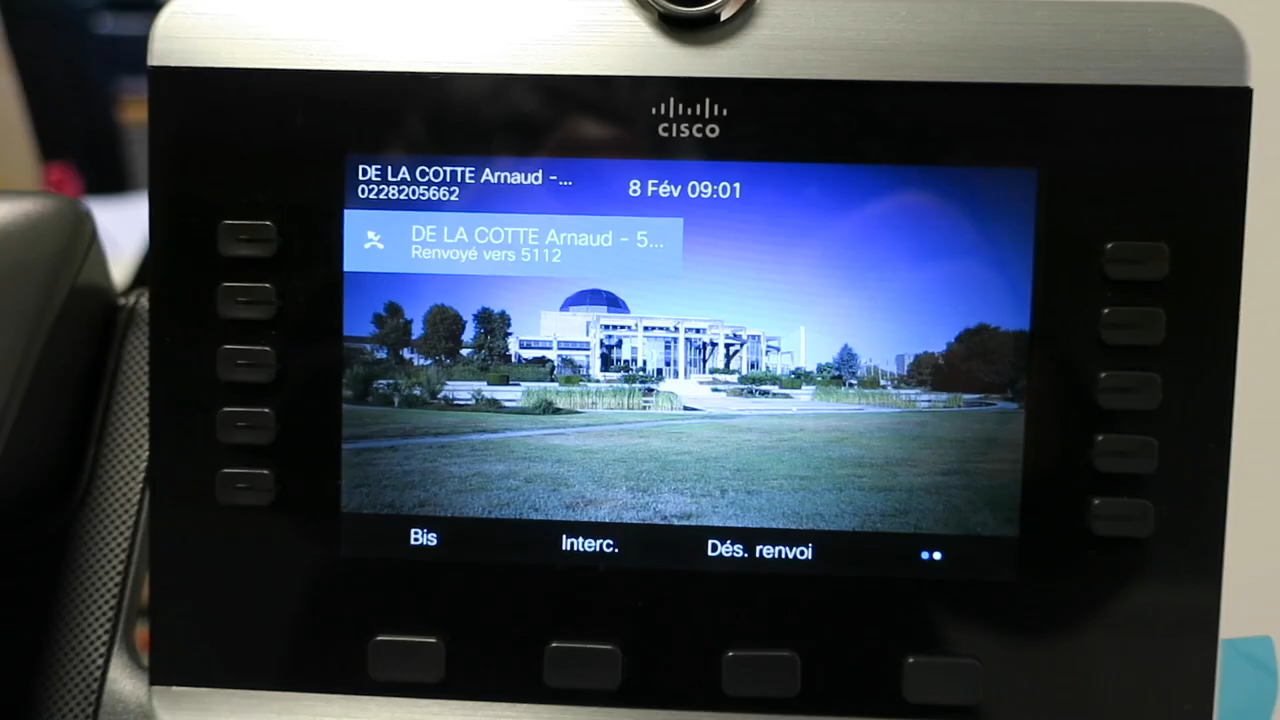 CISCO
DE LA COTTE Arnaud -...
0228205662
8 Fév 09:01
DE LA COTTE Arnaud - 5...
Renvoyé vers 5112
Bis
Interc.
Dés. renvoi